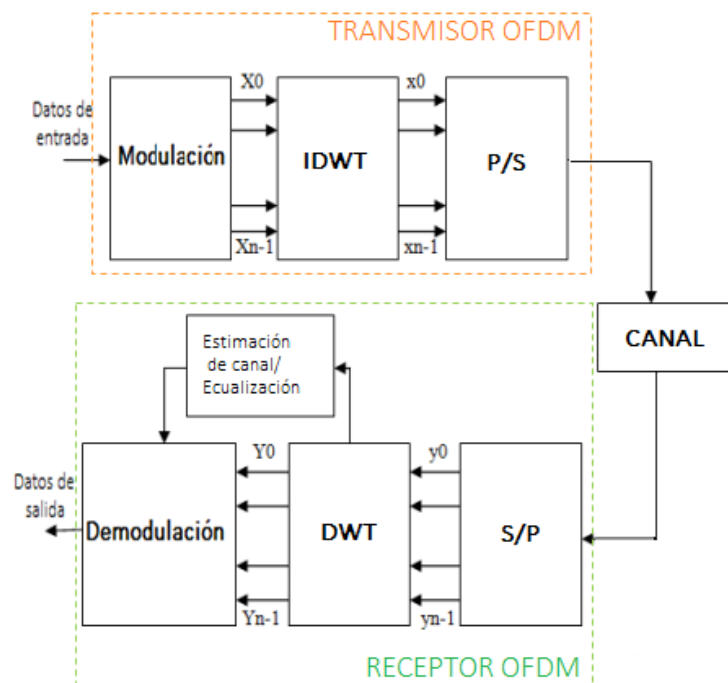 TRANSMISOR OFDM
Datos de
entrada
Modulación
X0
Xn-1
IDWT
x0
xn-1
P/S
CANAL
Estimación
de canal/
Ecualización
Datos de
salida
Demodulación
Y0
Yn-1
DWT
y0
yn-1
S/P
RECEPTOR OFDM